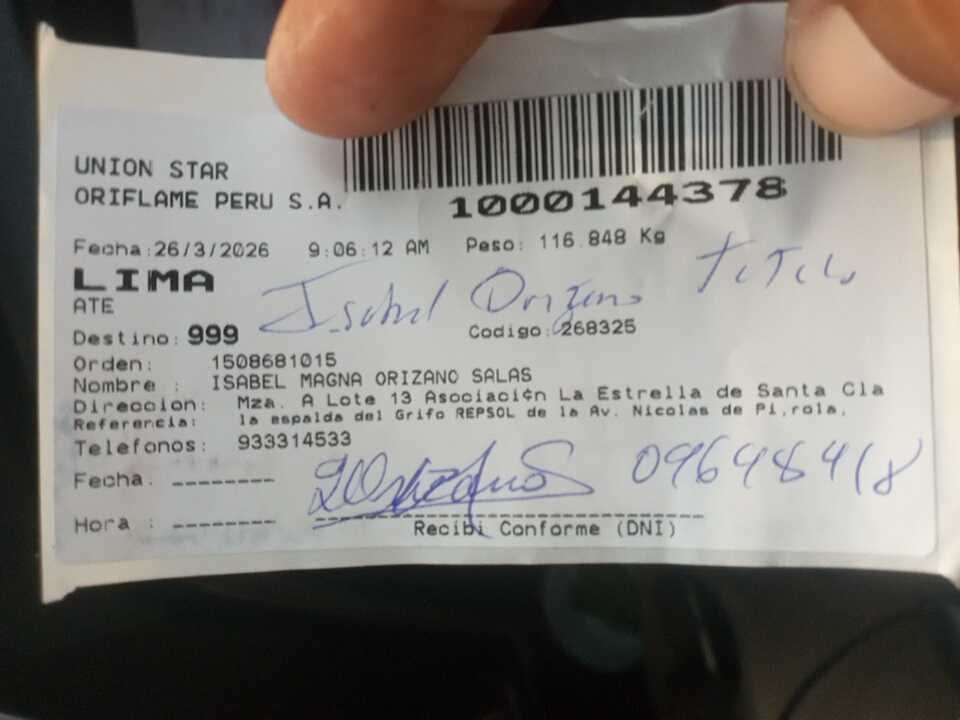 UNION STAR
ORIFLAME PERU S.A.
1000144378
Fecha:26/3/2026 9:06:12 AM Peso: 116.848 Kg
LIMA
ATE
Isabel Orizano
Destino: 999 Codigo: 268325
Orden: 1508681015
Nombre : ISABEL MAGNA ORIZANO SALAS
Direccion: Mza. A Lote 13 Asociac¡¢n La Estrella de Santa Cla
Referencia: la espalda del Grifo REPSOL de la Av. Nicolas de Pi,rola,
Telefonos: 933314533
Fecha: --------
09648418
Hora : --------
Recibi Conforme (DNI)